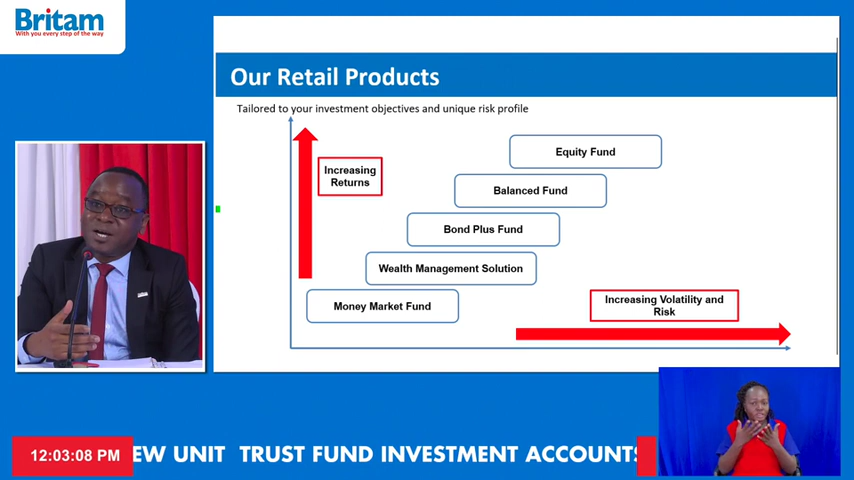 Britam
With you every step of the way
Our Retail Products
Tailored to your investment objectives and unique risk profile
Increasing
Returns
Equity Fund
Balanced Fund
Bond Plus Fund
Wealth Management Solution
Money Market Fund
Increasing Volatility and
Risk
12:03:08 PM
EW UNIT TRUST FUND INVESTMENT ACCOUNTS